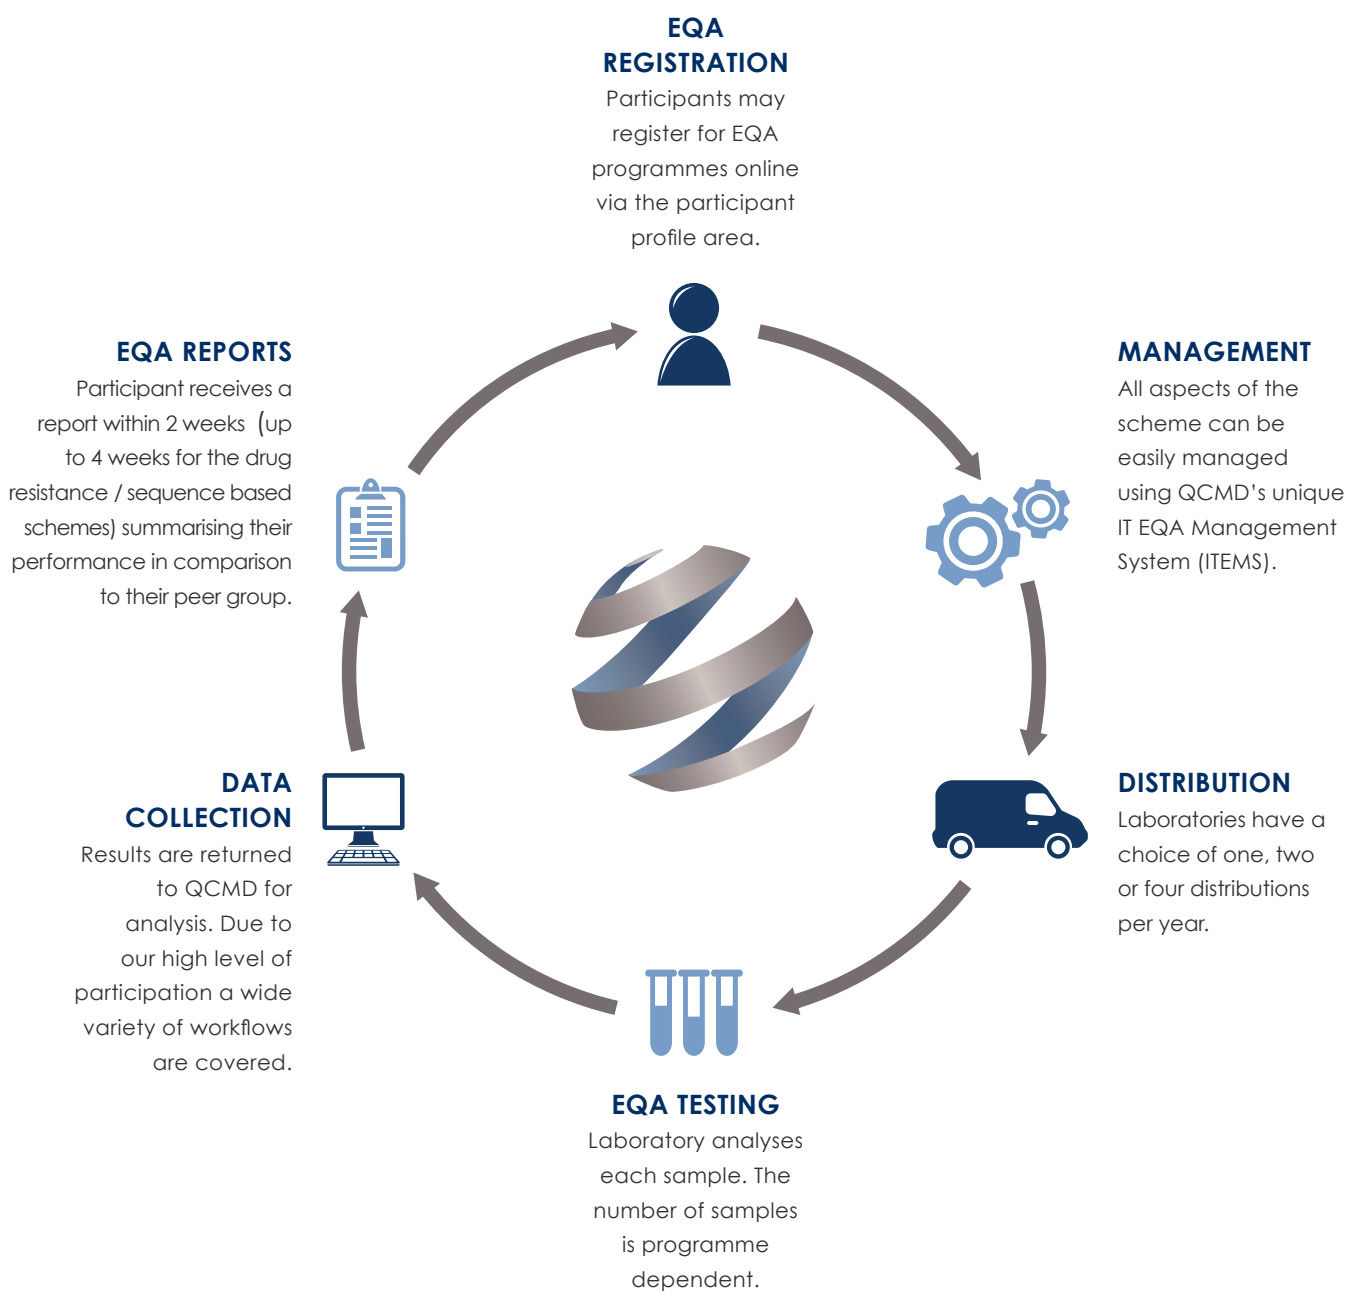 EQA
REGISTRATION
Participants may
register for EQA
programmes online
via the participant
profile area.
MANAGEMENT
All aspects of the
scheme can be
easily managed
using QCMD’s unique
IT EQA Management
System (ITEMS).
DISTRIBUTION
Laboratories have a
choice of one, two
or four distributions
per year.
EQA TESTING
Laboratory analyses
each sample. The
number of samples
is programme
dependent.
DATA
COLLECTION
Results are returned
to QCMD for
analysis. Due to
our high level of
participation a wide
variety of workflows
are covered.
EQA REPORTS
Participant receives a
report within 2 weeks (up
to 4 weeks for the drug
resistance / sequence based
schemes) summarising their
performance in comparison
to their peer group.